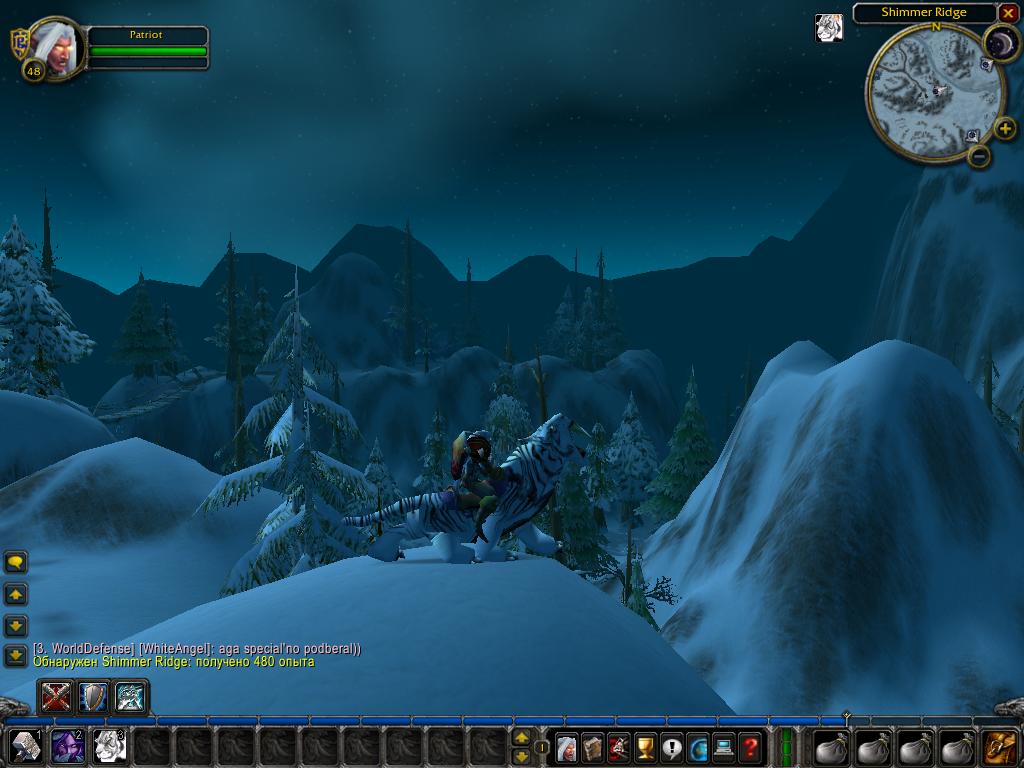 Patriot
48
Shimmer Ridge
N
[3. WorldDefense] [WhiteAngel]: aga special'no podberal))
Обнаружен Shimmer Ridge: получено 480 опыта
1 2 3 1